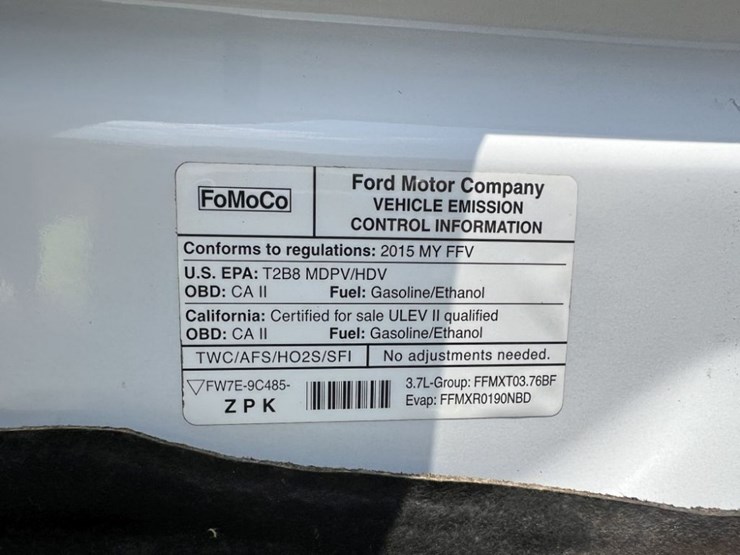 FoMoCo
Ford Motor Company
VEHICLE EMISSION
CONTROL INFORMATION
Conforms to regulations: 2015 MY FFV
U.S. EPA: T2B8 MDPV/HDV
OBD: CA II Fuel: Gasoline/Ethanol
California: Certified for sale ULEV II qualified
OBD: CA II Fuel: Gasoline/Ethanol
TWC/AFS/HO2S/SFI No adjustments needed.
FW7E-9C485-
ZPK
3.7L-Group: FFMXT03.76BF
Evap: FFMXR0190NBD